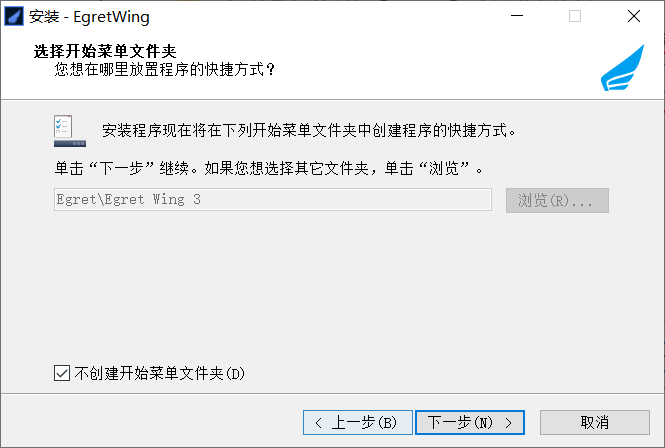 安装 - EgretWing
选择开始菜单文件夹
您想在哪里放置程序的快捷方式？
安装程序现在将在下列开始菜单文件夹中创建程序的快捷方式。
单击“下一步”继续。如果您想选择其它文件夹，单击“浏览”。
Egret\Egret Wing 3
浏览(R)...
不创建开始菜单文件夹(D)
< 上一步(B)
下一步(N) >
取消